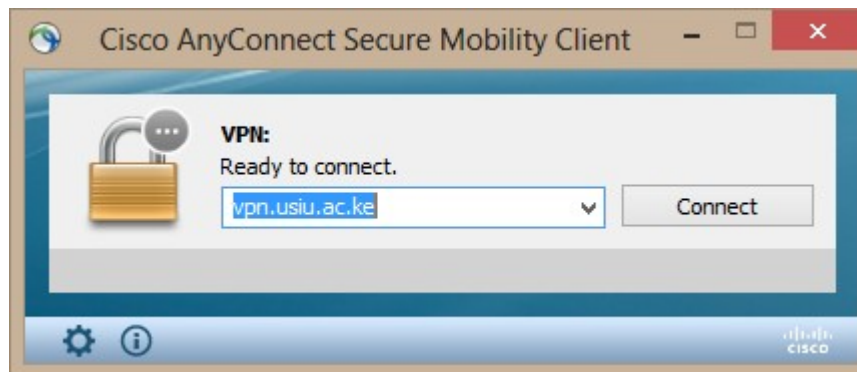 Cisco AnyConnect Secure Mobility Client
VPN:
Ready to connect.
vpn.usiu.ac.ke
Connect
cisco